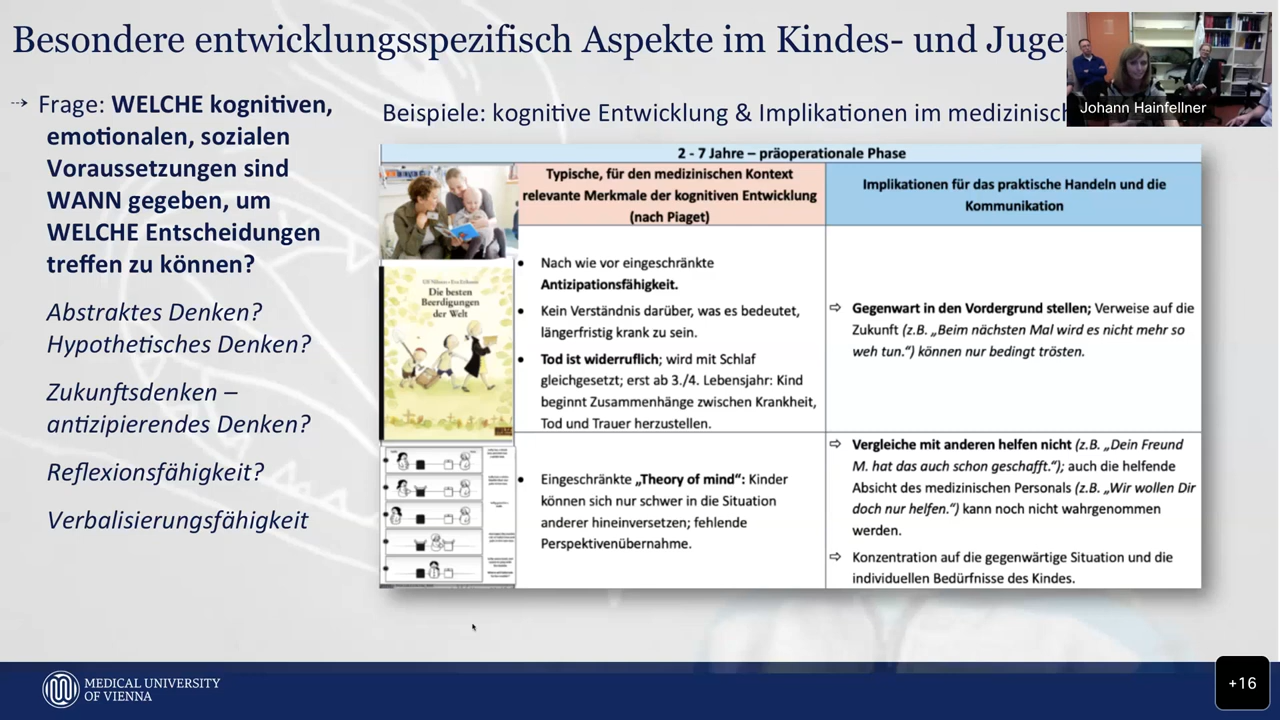 Besondere entwicklungsspezifisch Aspekte im Kindes- und Juge
Johann Hainfellner
⇢ Frage: WELCHE kognitiven,
emotionalen, sozialen
Voraussetzungen sind
WANN gegeben, um
WELCHE Entscheidungen
treffen zu können?
Abstraktes Denken?
Hypothetisches Denken?
Zukunftsdenken –
antizipierendes Denken?
Reflexionsfähigkeit?
Verbalisierungsfähigkeit
Beispiele: kognitive Entwicklung & Implikationen im medizinisch
2 - 7 Jahre – präoperationale Phase
Typische, für den medizinischen Kontext
relevante Merkmale der kognitiven Entwicklung
(nach Piaget)
Implikationen für das praktische Handeln und die
Kommunikation
Die besten
Beerdigungen
der Welt
• Nach wie vor eingeschränkte
Antizipationsfähigkeit.
• Kein Verständnis darüber, was es bedeutet,
längerfristig krank zu sein.
• Tod ist widerruflich; wird mit Schlaf
gleichgesetzt; erst ab 3./4. Lebensjahr: Kind
beginnt Zusammenhänge zwischen Krankheit,
Tod und Trauer herzustellen.
⇨ Gegenwart in den Vordergrund stellen; Verweise auf die
Zukunft (z.B. „Beim nächsten Mal wird es nicht mehr so
weh tun.“) können nur bedingt trösten.
• Eingeschränkte „Theory of mind“: Kinder
können sich nur schwer in die Situation
anderer hineinversetzen; fehlende
Perspektivenübernahme.
⇨ Vergleiche mit anderen helfen nicht (z.B. „Dein Freund
M. hat das auch schon geschafft.“); auch die helfende
Absicht des medizinischen Personals (z.B. „Wir wollen Dir
doch nur helfen.“) kann noch nicht wahrgenommen
werden.
⇨ Konzentration auf die gegenwärtige Situation und die
individuellen Bedürfnisse des Kindes.
MEDICAL UNIVERSITY
OF VIENNA
+16